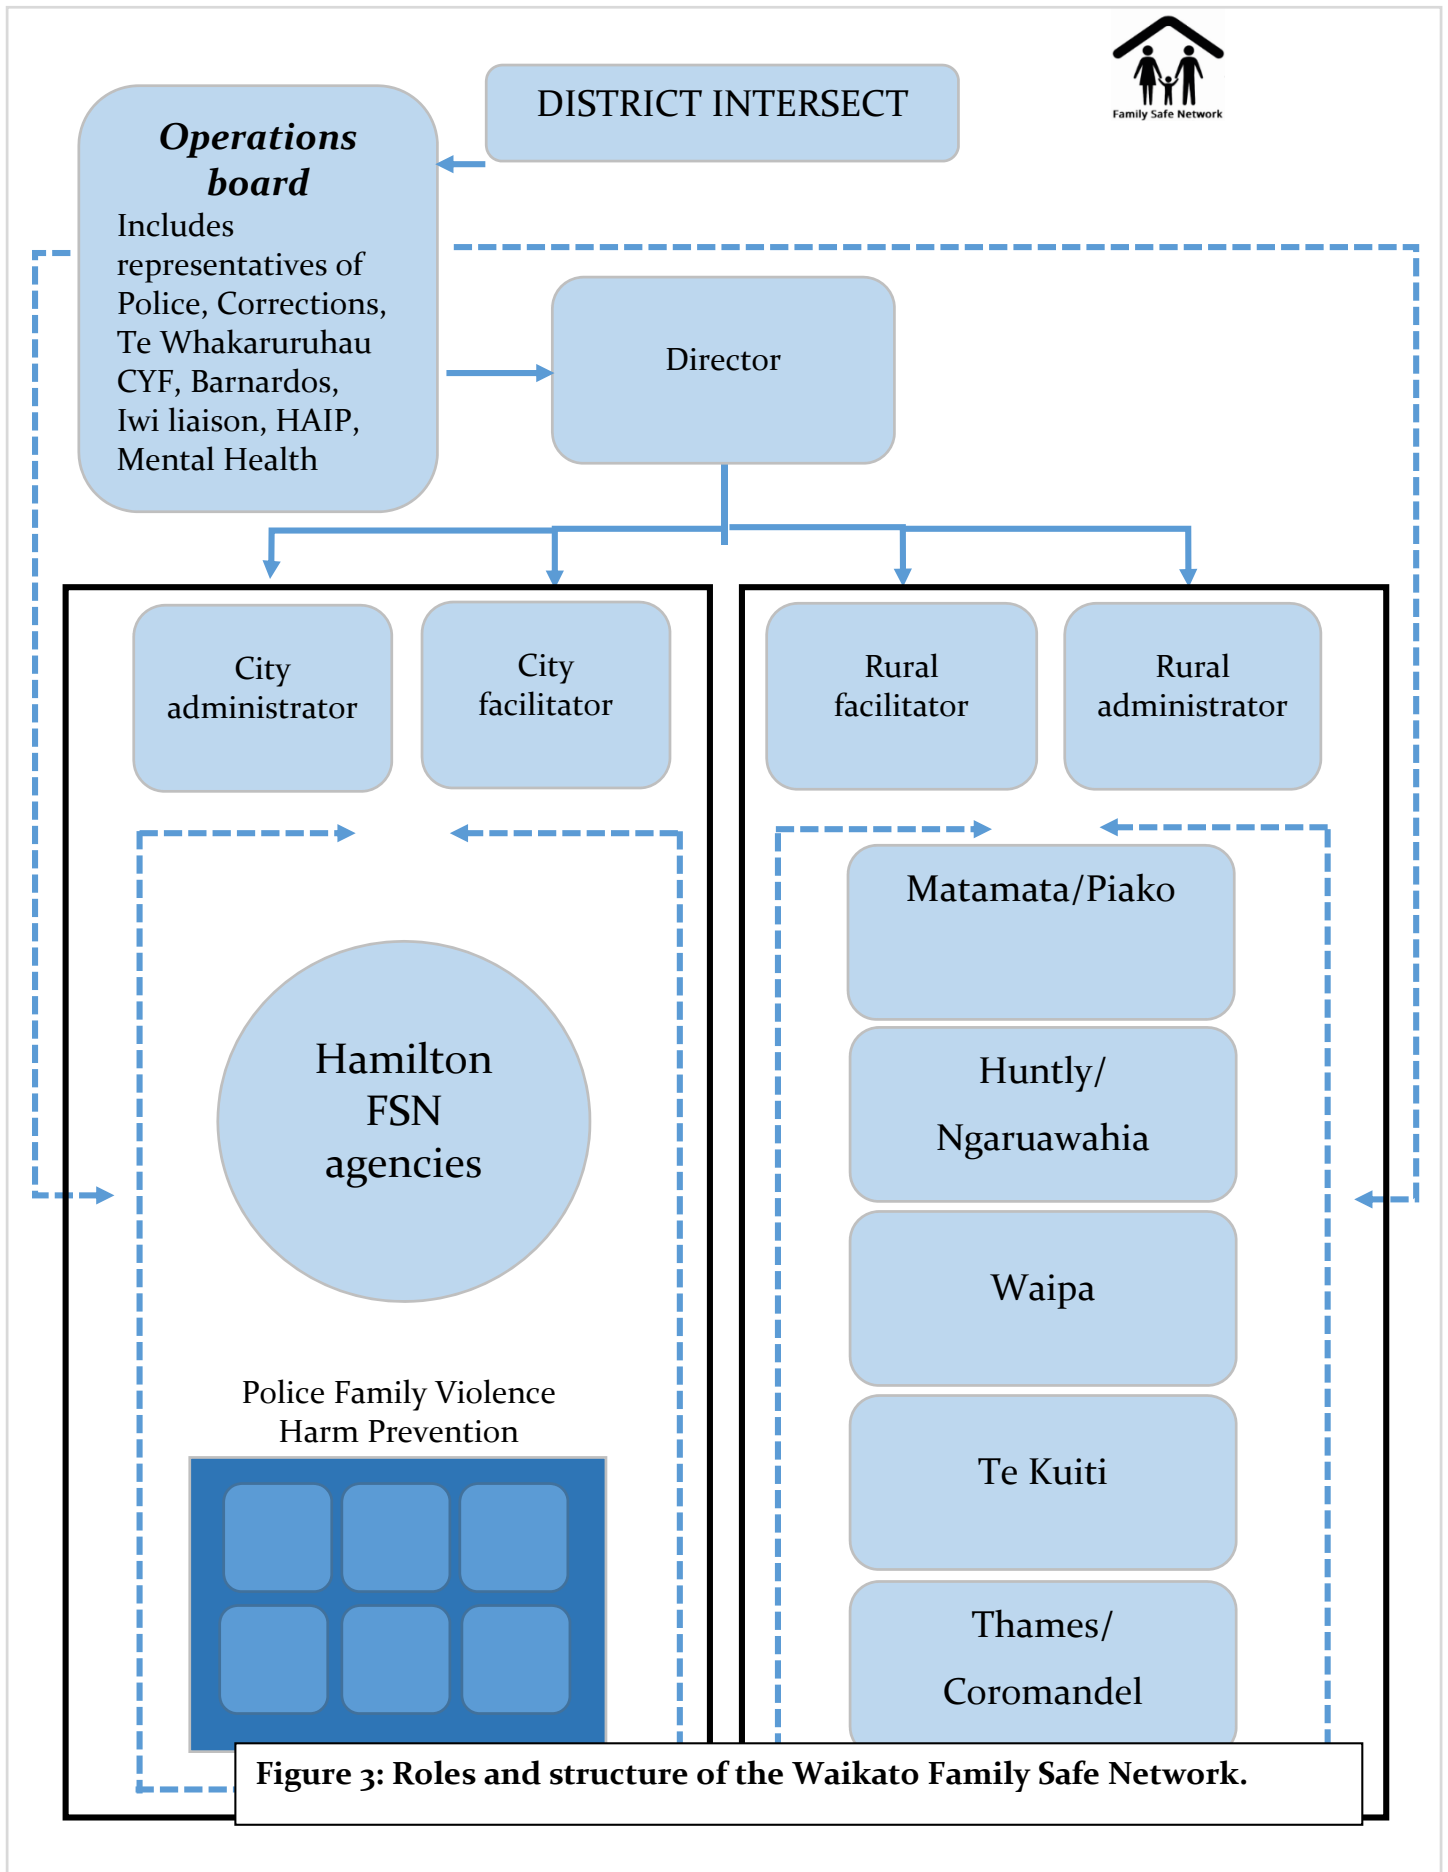 Family Safe Network
DISTRICT INTERSECT
Operations
board
Includes
representatives of
Police, Corrections,
Te Whakaruruhau
CYF, Barnardos,
Iwi liaison, HAIP,
Mental Health
Director
City
administrator
City
facilitator
Rural
facilitator
Rural
administrator
Hamilton
FSN
agencies
Police Family Violence
Harm Prevention
Matamata/Piako
Huntly/
Ngaruawahia
Waipa
Te Kuiti
Thames/
Coromandel
Figure 3: Roles and structure of the Waikato Family Safe Network.